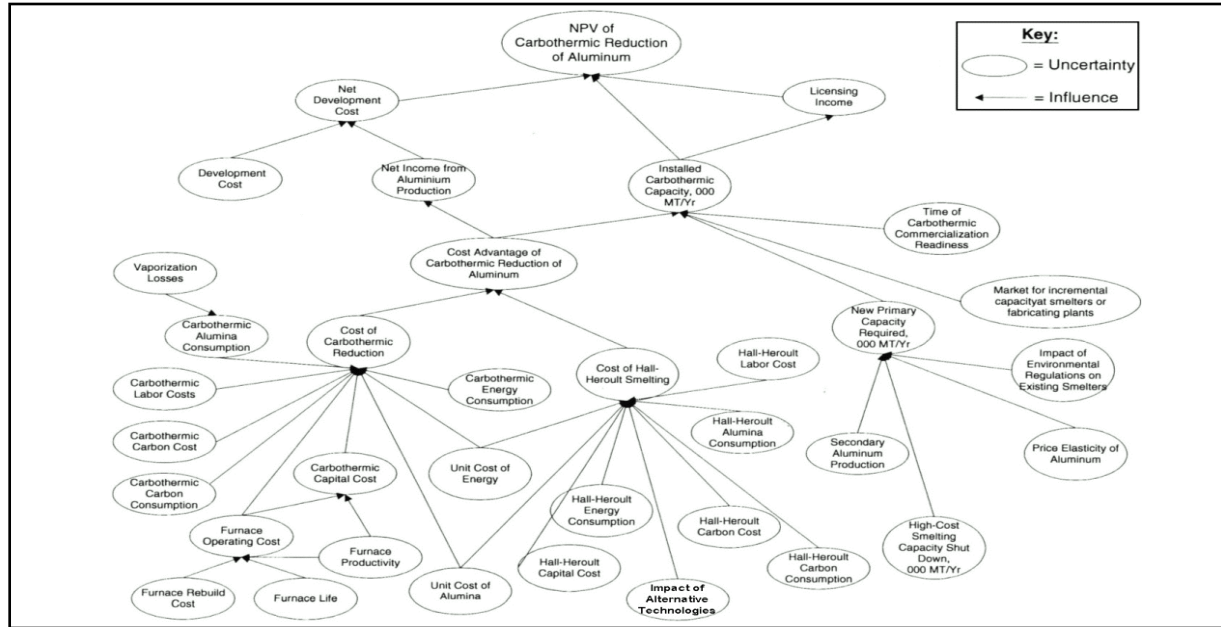 NPV of
Carbothermic Reduction
of Aluminum
Key:
= Uncertainty
= Influence
Net
Development
Cost
Licensing
Income
Development
Cost
Net Income from
Aluminium
Production
Installed
Carbothermic
Capacity, 000
MT/Yr
Time of
Carbothermic
Commercialization
Readiness
Cost Advantage of
Carbothermic Reduction of
Aluminum
Vaporization
Losses
Market for incremental
capacityat smelters or
fabricating plants
Carbothermic
Alumina
Consumption
Cost of
Carbothermic
Reduction
New Primary
Capacity
Required,
000 MT/Yr
Cost of Hall-
Heroult Smelting
Hall-Heroult
Labor Cost
Impact of
Environmental
Regulations on
Existing Smelters
Carbothermic
Labor Costs
Carbothermic
Energy
Consumption
Hall-Heroult
Alumina
Consumption
Carbothermic
Carbon Cost
Secondary
Aluminum
Production
Price Elasticity of
Aluminum
Carbothermic
Carbon
Consumption
Carbothermic
Capital Cost
Unit Cost of
Energy
Hall-Heroult
Energy
Consumption
Hall-Heroult
Carbon Cost
Furnace
Operating Cost
Furnace
Productivity
High-Cost
Smelting
Capacity Shut
Down,
000 MT/Yr
Hall-Heroult
Capital Cost
Hall-Heroult
Carbon
Consumption
Furnace Rebuild
Cost
Furnace Life
Unit Cost of
Alumina
Impact of
Alternative
Technologies